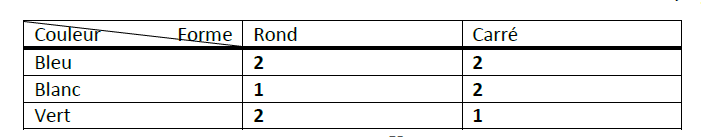 Couleur Forme Rond Carré
Bleu 2 2
Blanc 1 2
Vert 2 1